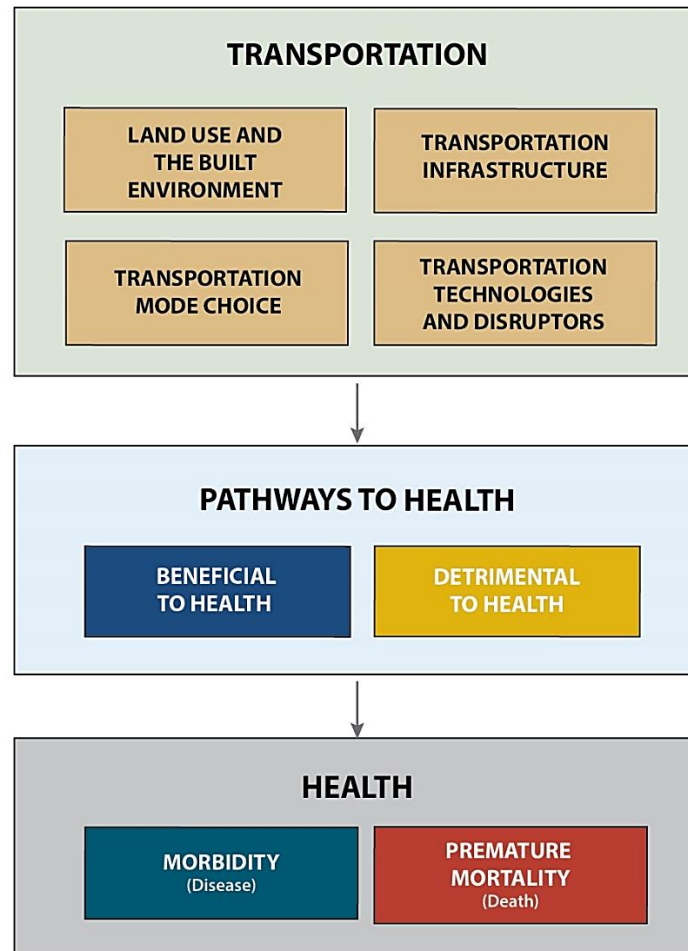 TRANSPORTATION
LAND USE AND
THE BUILT
ENVIRONMENT
TRANSPORTATION
INFRASTRUCTURE
TRANSPORTATION
MODE CHOICE
TRANSPORTATION
TECHNOLOGIES
AND DISRUPTORS
PATHWAYS TO HEALTH
BENEFICIAL
TO HEALTH
DETRIMENTAL
TO HEALTH
HEALTH
MORBIDITY
(Disease)
PREMATURE
MORTALITY
(Death)